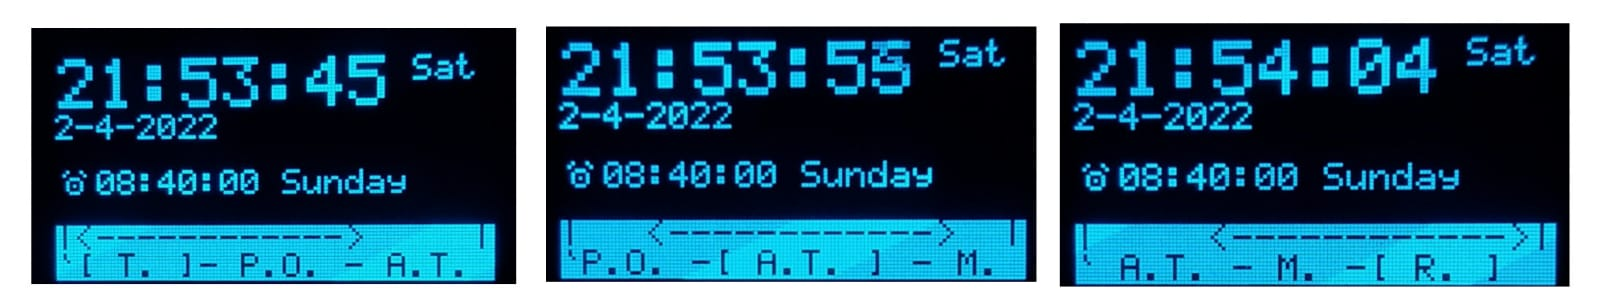 21:53:45 Sat
2-4-2022
08:40:00 Sunday
|<--------------->   |
[ T. ]- P.O. - A.T.
21:53:55 Sat
2-4-2022
08:40:00 Sunday
|    <--------------->  |
P.O. -[ A.T. ] - M.
21:54:04 Sat
2-4-2022
08:40:00 Sunday
|       <--------------->|
A.T. - M. -[ R. ]